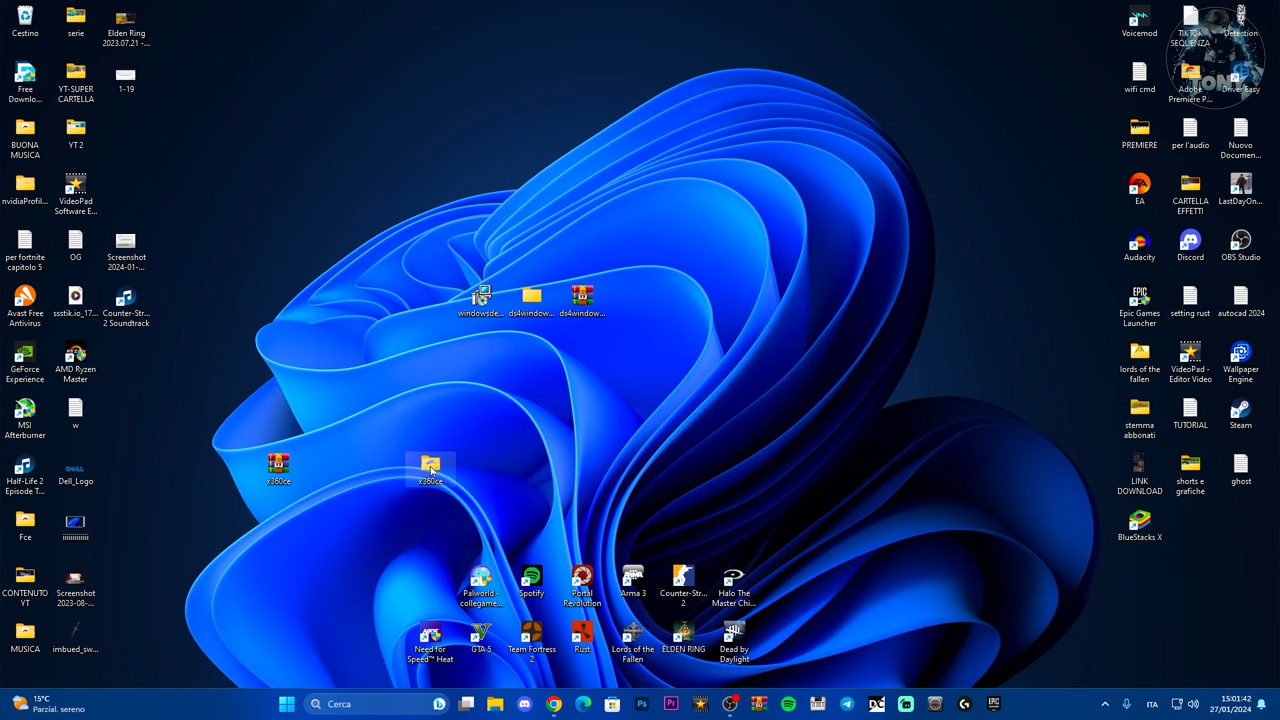 Cestino
serie
Elden Ring
2023.07.21 -...
Free
Downlo...
YT-SUPER
CARTELLA
1-19
BUONA
MUSICA
YT 2
nvidiaProfil...
VideoPad
Software E...
per fortnite
capitolo 5
OG
Screenshot
2024-01-...
Avast Free
Antivirus
ssstik.io_17...
Counter-Str...
2 Soundtrack
GeForce
Experience
AMD Ryzen
Master
MSI
Afterburner
w
Half-Life 2
Episode T...
DELL
Dell_Logo
Fce
CONTENUTO
YT
Screenshot
2023-08-...
MUSICA
imbued_sw...
windowsde...
ds4window...
ds4window...
x360ce
x360ce
Palworld -
collegame...
Spotify
Portal
Revolution
Arma 3
Counter-Str...
2
Halo The
Master Chi...
Need for
Speed™ Heat
GTA 5
Team Fortress
2
Rust
Lords of the
Fallen
ELDEN RING
Dead by
Daylight
Voicemod
TIKTOK
SEQUENZA
Detection
wifi cmd
Adobe
Premiere P...
Driver Easy
TONY
PREMIERE
per l'audio
Nuovo
Documen...
EA
CARTELLA
EFFETTI
LastDayOn...
Audacity
Discord
OBS Studio
Epic Games
Launcher
setting rust
autocad 2024
lords of the
fallen
VideoPad -
Editor Video
Wallpaper
Engine
stemma
abbonati
TUTORIAL
Steam
LINK
DOWNLOAD
shorts e
grafiche
ghost
BlueStacks X
15°C
Parzial. sereno
Cerca
ITA
15:01:42
27/01/2024